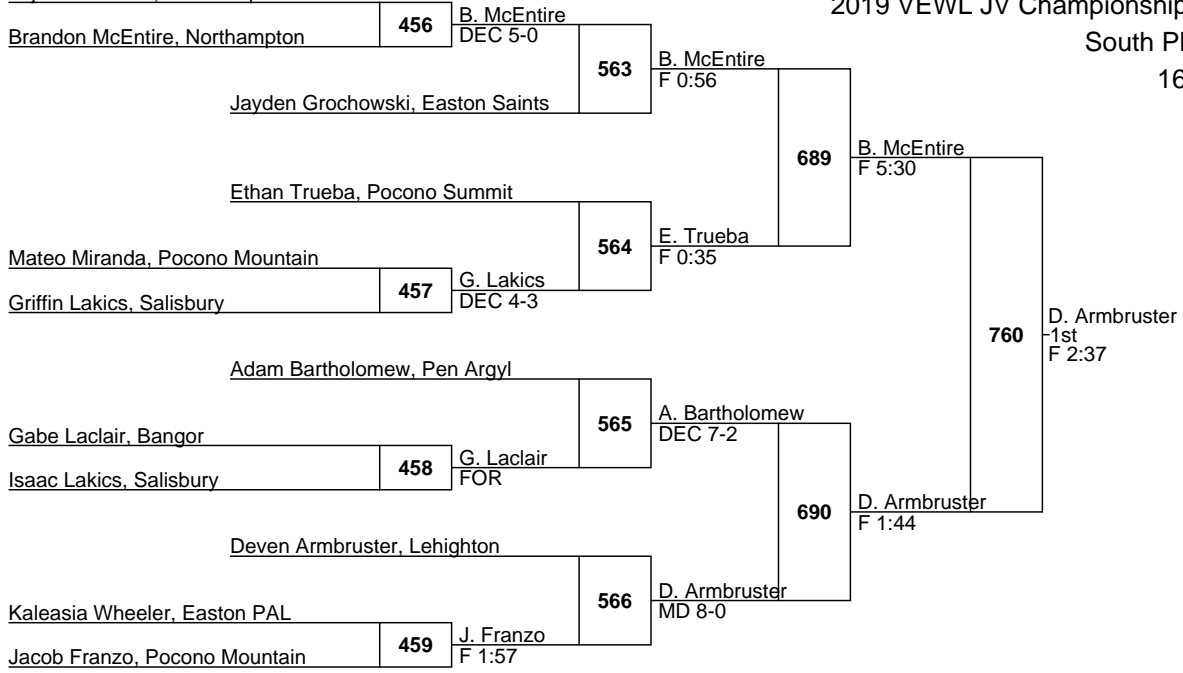 2019 VEWL JV Championship
South Pl
16
Brandon McEntire, Northampton
456
B. McEntire
DEC 5-0
Jayden Grochowski, Easton Saints
563
B. McEntire
F 0:56
Ethan Trueba, Pocono Summit
Mateo Miranda, Pocono Mountain
Griffin Lakics, Salisbury
457
G. Lakics
DEC 4-3
564
E. Trueba
F 0:35
689
B. McEntire
F 5:30
Adam Bartholomew, Pen Argyl
Gabe Laclair, Bangor
Isaac Lakics, Salisbury
458
G. Laclair
FOR
565
A. Bartholomew
DEC 7-2
Deven Armbruster, Lehighton
Kaleasia Wheeler, Easton PAL
Jacob Franzo, Pocono Mountain
459
J. Franzo
F 1:57
566
D. Armbruster
MD 8-0
690
D. Armbruster
F 1:44
760
D. Armbruster
1st
F 2:37